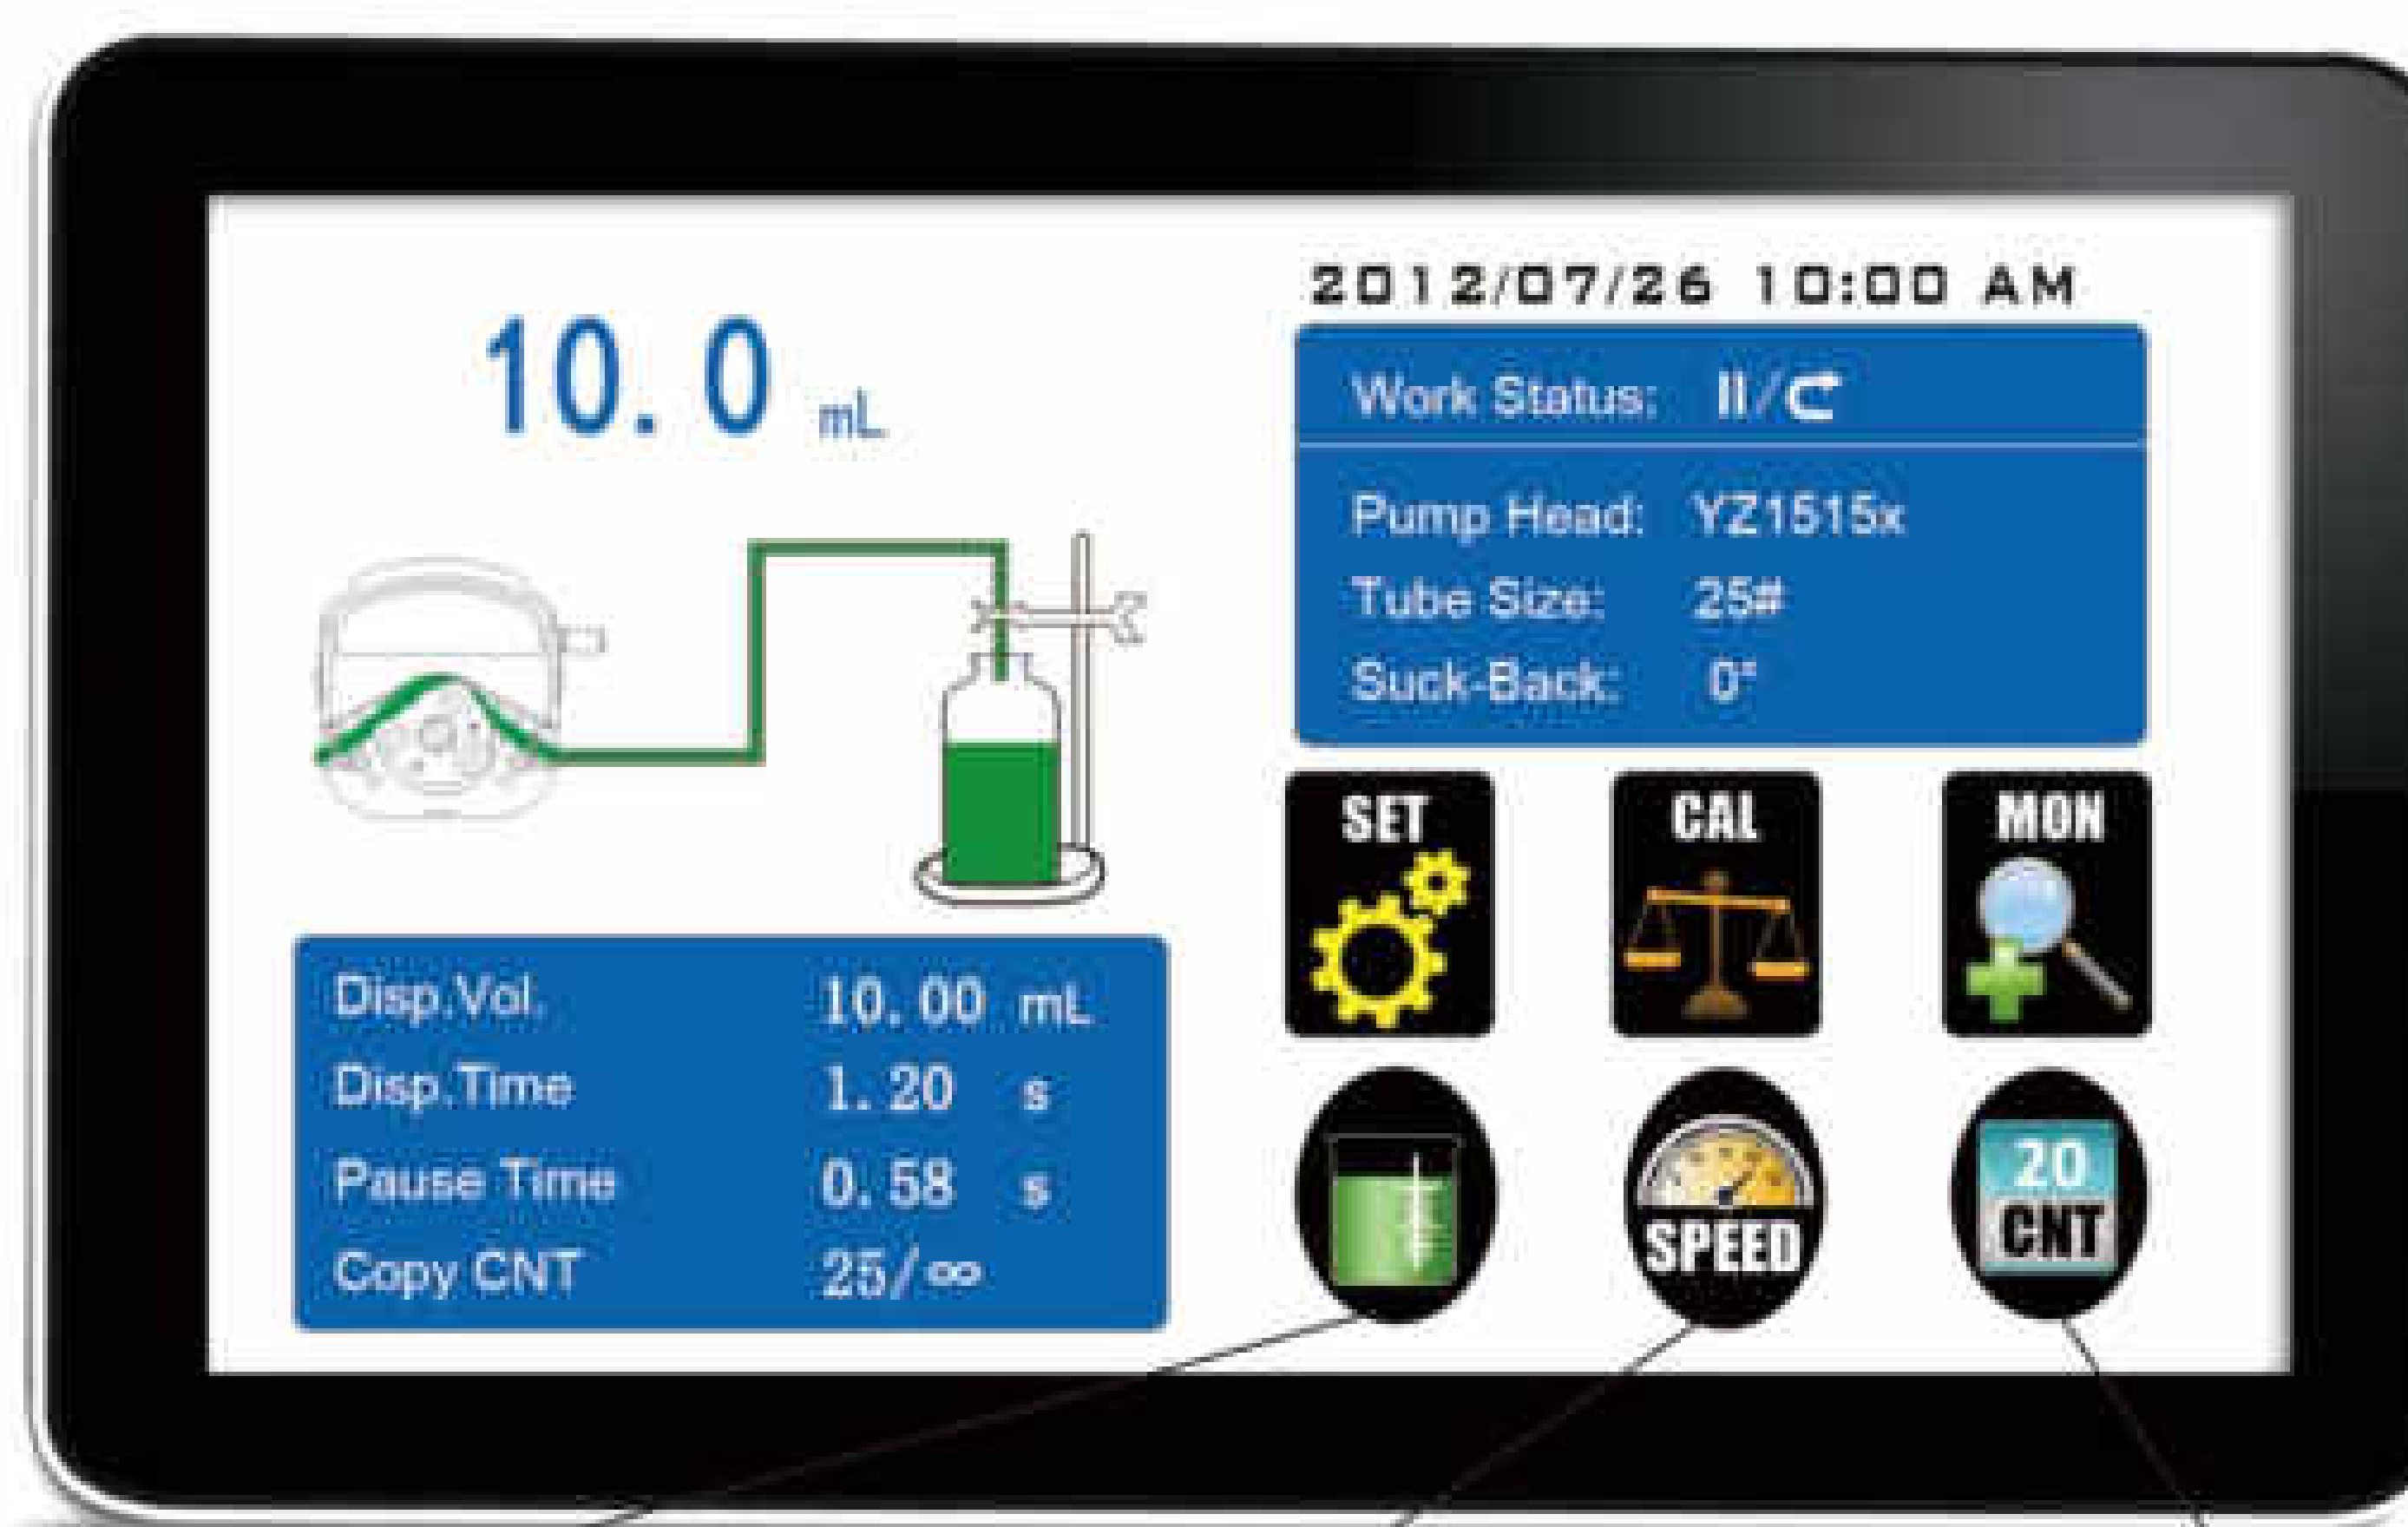 2012/07/26 10:00 AM
10.0 mL
Work Status: II/
Pump Head: YZ1515x
Tube Size: 25#
Suck-Back: 0°
SET
CAL
MON
Disp.Vol. 10.00 mL
Disp.Time 1.20 s
Pause Time 0.58 s
Copy CNT 25/∞
SPEED
20
CNT